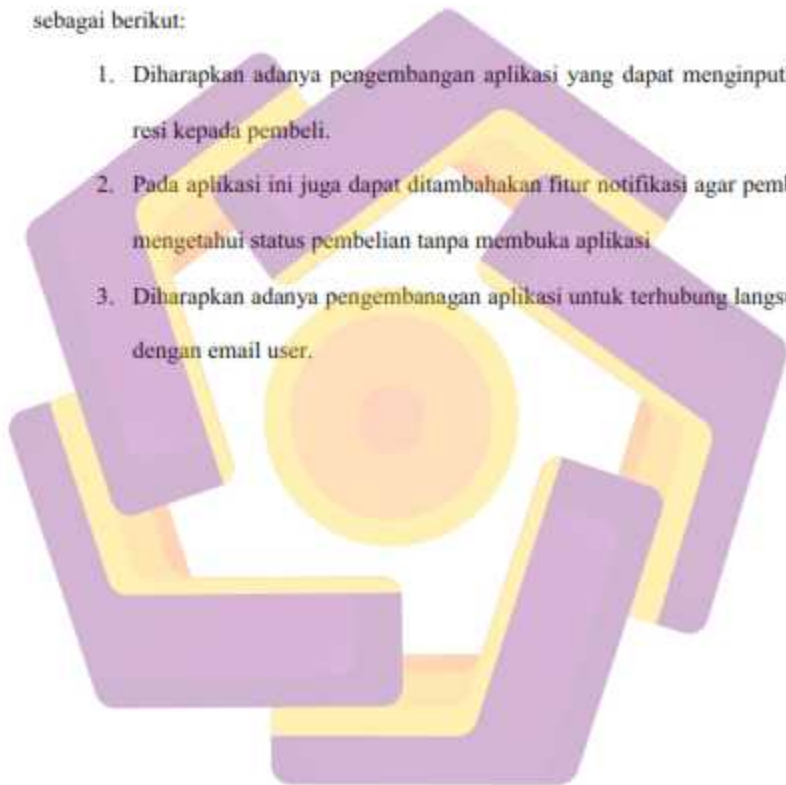 sebagai berikut:
1. Diharapkan adanya pengembangan aplikasi yang dapat menginput
resi kepada pembeli.
2. Pada aplikasi ini juga dapat ditambahakan fitur notifikasi agar pemb
mengetahui status pembelian tanpa membuka aplikasi
3. Diharapkan adanya pengembanagan aplikasi untuk terhubung langs
dengan email user.